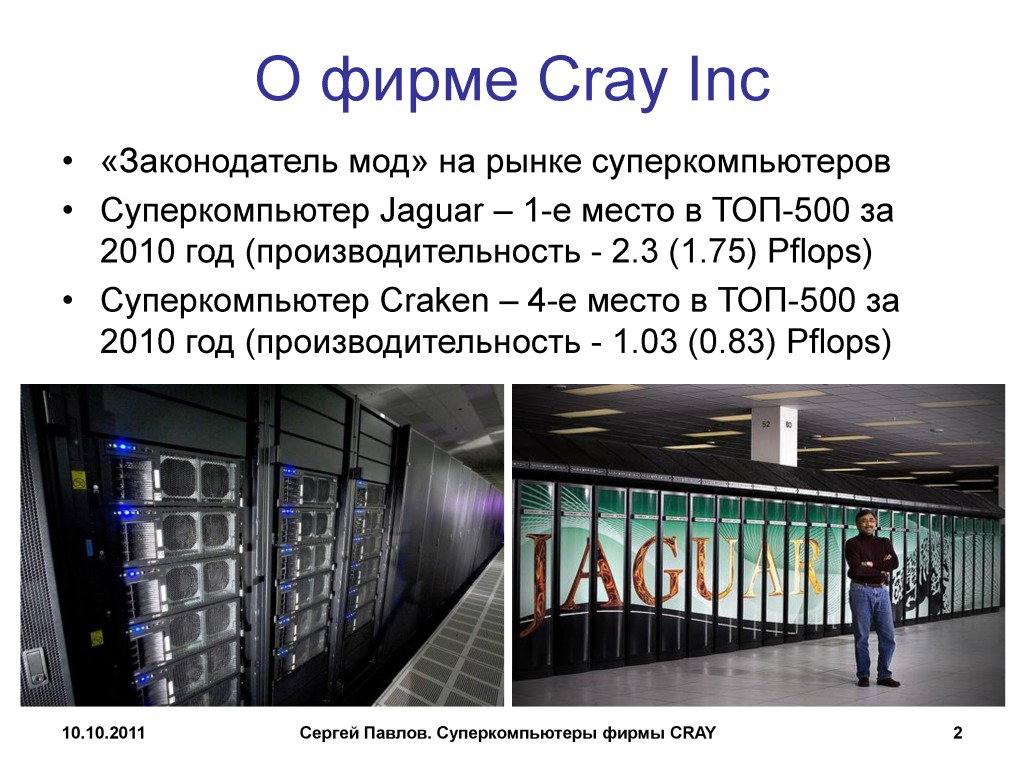 О фирме Cray Inc
• «Законодатель мод» на рынке суперкомпьютеров
• Суперкомпьютер Jaguar – 1-е место в ТОП-500 за
2010 год (производительность - 2.3 (1.75) Pflops)
• Суперкомпьютер Craken – 4-е место в ТОП-500 за
2010 год (производительность - 1.03 (0.83) Pflops)
52 80
JAGUAR
10.10.2011 Сергей Павлов. Суперкомпьютеры фирмы CRAY 2